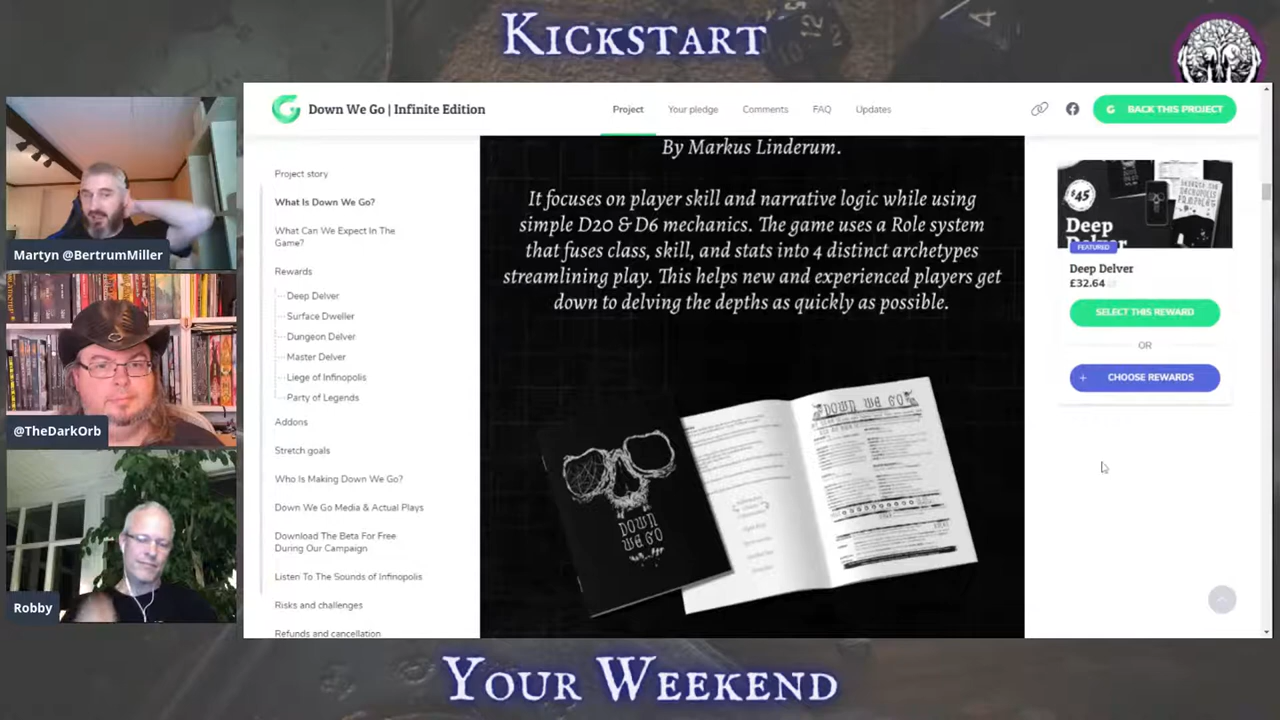 KICKSTART
Down We Go | Infinite Edition
Project
Your pledge
Comments
FAQ
Updates
BACK THIS PROJECT
Martyn @BertrumMiller
@TheDarkOrb
Robby
Project story
What Is Down We Go?
What Can We Expect In The
Game?
Rewards
Deep Delver
Surface Dweller
Dungeon Delver
Master Delver
Liege of Infinopolis
Party of Legends
Addons
Stretch goals
Who Is Making Down We Go?
Down We Go Media & Actual Plays
Download The Beta For Free
During Our Campaign
Listen To The Sounds of Infinopolis
Risks and challenges
Refunds and cancellation
By Markus Linderum.
It focuses on player skill and narrative logic while using
simple D20 & D6 mechanics. The game uses a Role system
that fuses class, skill, and stats into 4 distinct archetypes
streamlining play. This helps new and experienced players get
down to delving the depths as quickly as possible.
DOWN
WE GO
DOWN WE GO
$45
Deep
Delver
FEATURED
Deep Delver
£32.64
SELECT THIS REWARD
OR
+ CHOOSE REWARDS
YOUR WEEKEND